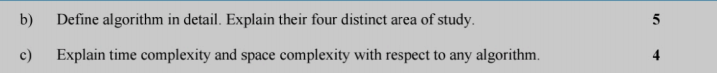 b) Define algorithm in detail. Explain their four distinct area of study. 5
c) Explain time complexity and space complexity with respect to any algorithm. 4